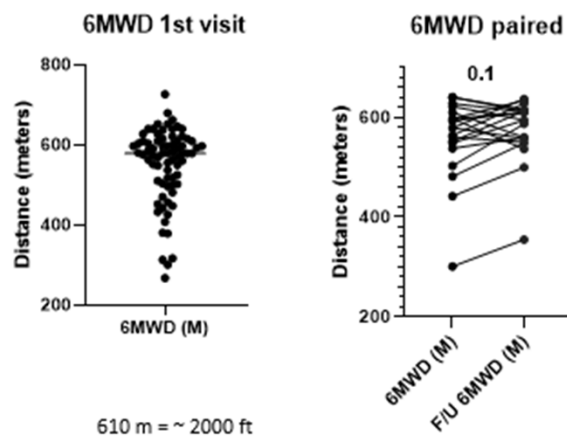 6MWD 1st visit
Distance (meters)
800
600
400
200
6MWD (M)
610 m = ~ 2000 ft
6MWD paired
0.1
Distance (meters)
600
400
200
6MWD (M)
F/U 6MWD (M)